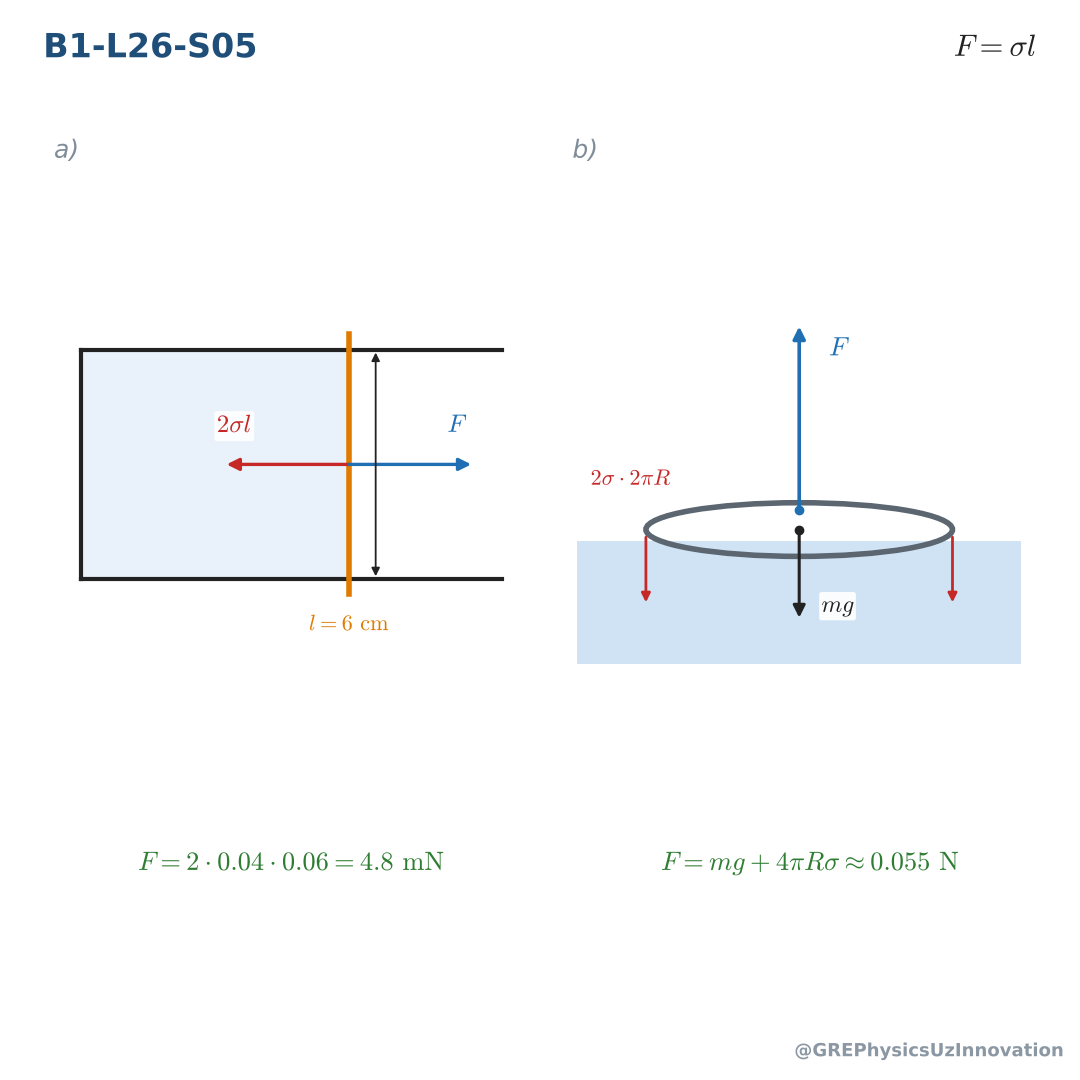 B1-L26-S05
F = σl
a)
b)
2σl
F
l = 6 cm
F
2σ · 2πR
mg
F = 2 · 0.04 · 0.06 = 4.8 mN
F = mg + 4πRσ ≈ 0.055 N
@GREPhysicsUzInnovation